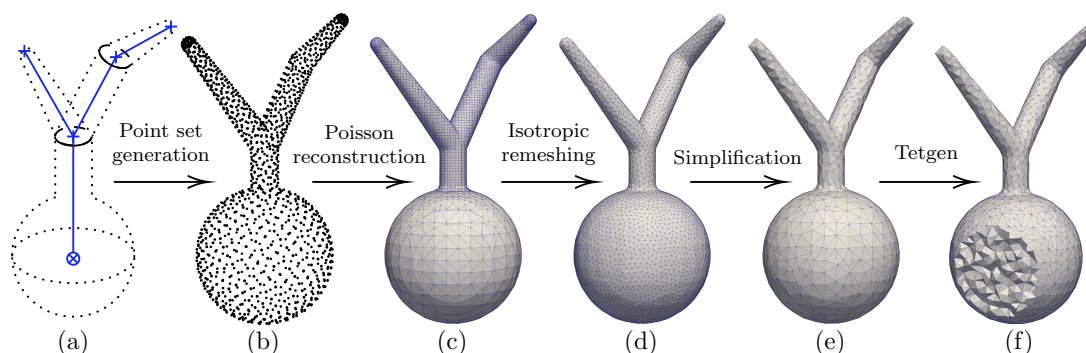 Point set
generation
Poisson
reconstruction
Isotropic
remeshing
Simplification
Tetgen
(a)
(b)
(c)
(d)
(e)
(f)